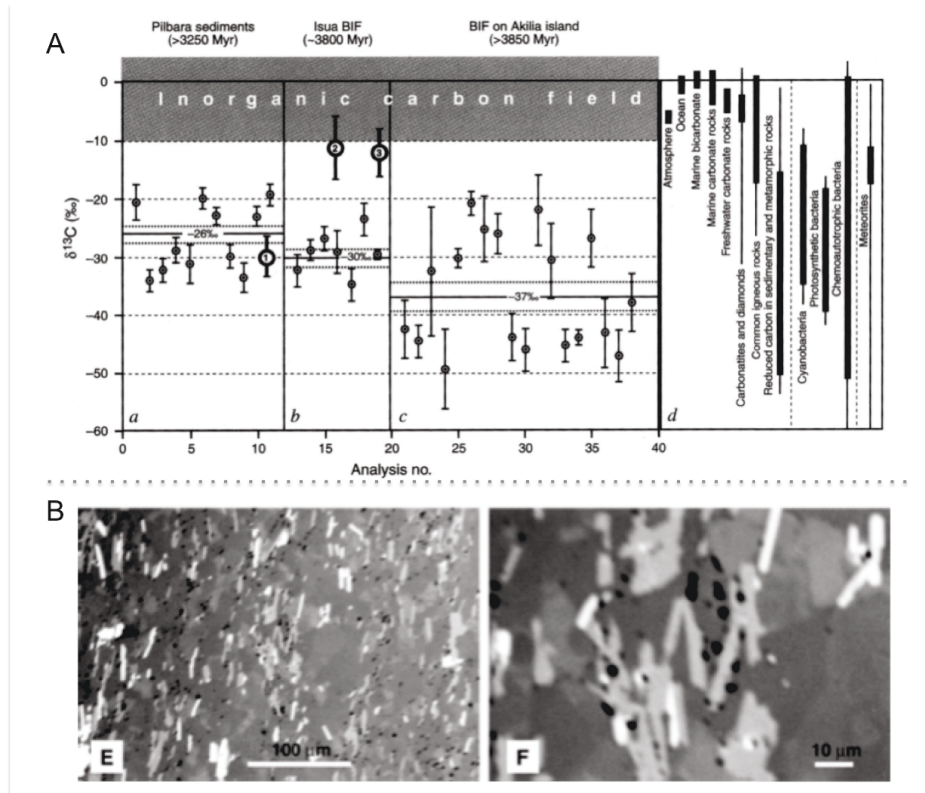 A
Pilbara sediments
(>3250 Myr)
Isua BIF
(~3800 Myr)
BIF on Akilia island
(>3850 Myr)
Inorganic carbon field
δ¹³C (‰)
0
−10
−20
−30
−40
−50
−60
−26‰
−30‰
−37‰
1
2
3
a
b
c
d
0
5
10
15
20
25
30
35
40
Analysis no.
Atmosphere
Ocean
Marine bicarbonate
Marine carbonate rocks
Freshwater carbonate rocks
Carbonatites and diamonds
Common igneous rocks
Reduced carbon in sedimentary and metamorphic rocks
Cyanobacteria
Photosynthetic bacteria
Chemoautotrophic bacteria
Meteorites
B
E
100 μm
F
10 μm